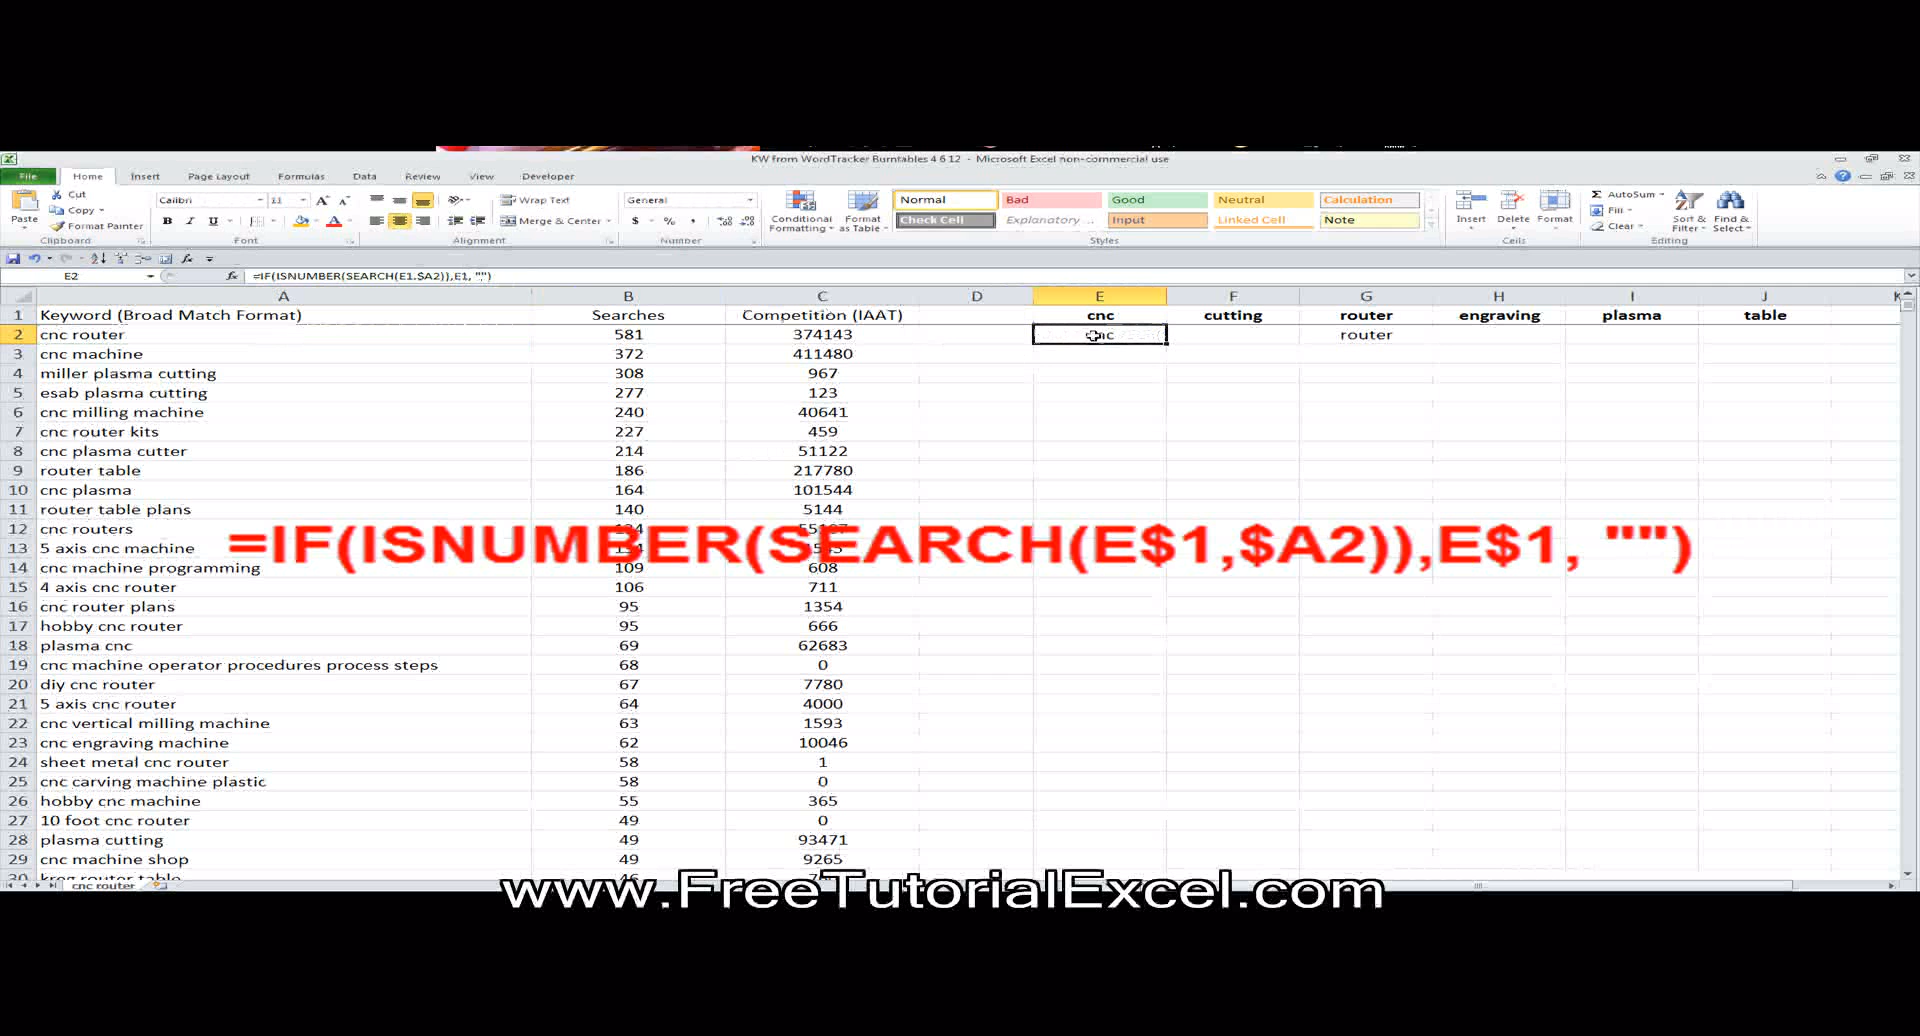 KW from WordTracker Burntables 4 6 12 - Microsoft Excel non-commercial use
File Home Insert Page Layout Formulas Data Review View Developer
Cut Calibri 11 Wrap Text General Normal Bad Good Neutral Calculation AutoSum
Copy Fill
Paste Format Painter B I U Merge & Center $ % , Conditional Formatting Format as Table Check Cell Explanatory ... Input Linked Cell Note Insert Delete Format Clear Sort & Filter Find & Select
Clipboard Font Alignment Number Styles Cells Editing
E2 fx =IF(ISNUMBER(SEARCH(E1,$A2)),E1, "")
A B C D E F G H I J K
1 Keyword (Broad Match Format) Searches Competition (IAAT) cnc cutting router engraving plasma table
2 cnc router 581 374143 cnc router
3 cnc machine 372 411480
4 miller plasma cutting 308 967
5 esab plasma cutting 277 123
6 cnc milling machine 240 40641
7 cnc router kits 227 459
8 cnc plasma cutter 214 51122
9 router table 186 217780
10 cnc plasma 164 101544
11 router table plans 140 5144
12 cnc routers
=IF(ISNUMBER(SEARCH(E$1,$A2)),E$1, "")
13 5 axis cnc machine
14 cnc machine programming 109 608
15 4 axis cnc router 106 711
16 cnc router plans 95 1354
17 hobby cnc router 95 666
18 plasma cnc 69 62683
19 cnc machine operator procedures process steps 68 0
20 diy cnc router 67 7780
21 5 axis cnc router 64 4000
22 cnc vertical milling machine 63 1593
23 cnc engraving machine 62 10046
24 sheet metal cnc router 58 1
25 cnc carving machine plastic 58 0
26 hobby cnc machine 55 365
27 10 foot cnc router 49 0
28 plasma cutting 49 93471
29 cnc machine shop 49 9265
30 kreg router table 46
cnc router
www.FreeTutorialExcel.com